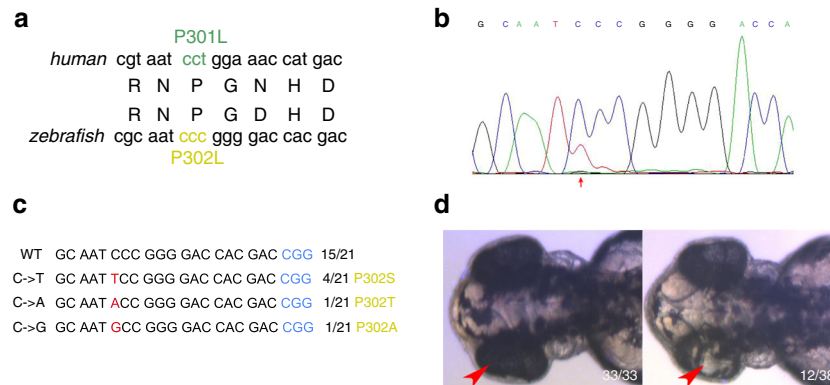 a
P301L
human cgt aat cct gga aac cat gac
R N P G N H D
R N P G D H D
zebrafish cgc aat ccc ggg gac cac gac
P302L
b
G C A A T C C C G G G G A C C A
c
WT GC AAT CCC GGG GAC CAC GAC CGG 15/21
C->T GC AAT TCC GGG GAC CAC GAC CGG 4/21 P302S
C->A GC AAT ACC GGG GAC CAC GAC CGG 1/21 P302T
C->G GC AAT GCC GGG GAC CAC GAC CGG 1/21 P302A
d
33/33
12/38